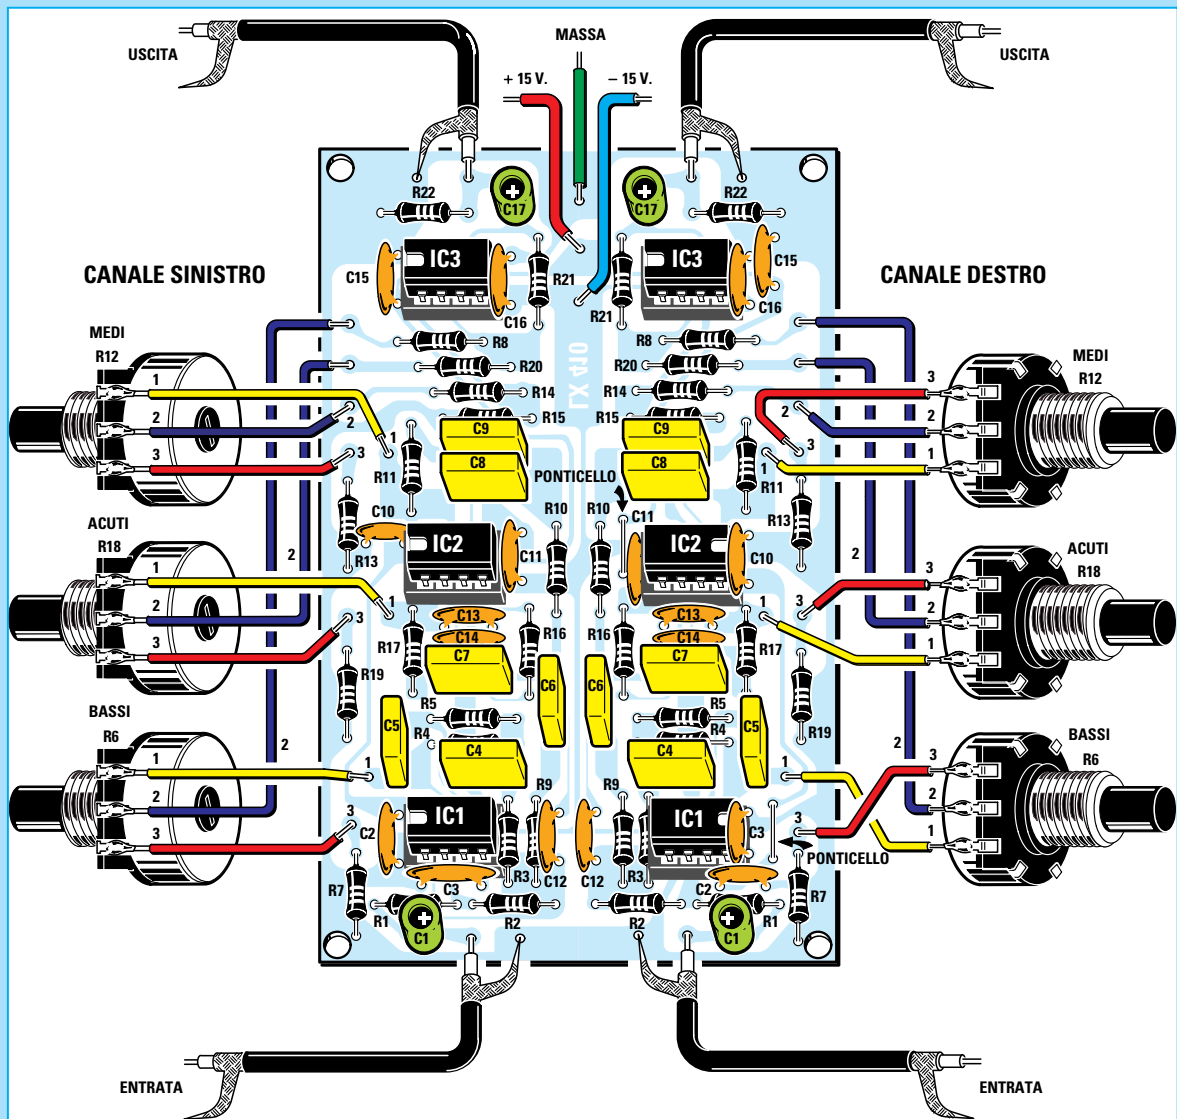 USCITA
MASSA
USCITA
+ 15 V.
– 15 V.
R22
C17
C17
R22
CANALE SINISTRO
CANALE DESTRO
C15
IC3
R21
IC3
C15
C16
R21
C16
MEDI
R12
R8
R8
MEDI
R12
R20
R20
R14
R14
R15
R15
LX 410
1
2
3
1
2
3
C9
C8
C9
C8
3
2
1
2
3
1
R11
PONTICELLO
R11
R13
C10
IC2
C11
R10
R10
C11
IC2
C10
R13
ACUTI
R18
ACUTI
R18
1
2
3
2
1
3
3
2
1
2
1
3
C13
C14
C13
C14
R17
C7
R16
R16
C7
R17
R19
C6
C6
R19
C5
R5
R4
C4
R5
R4
C4
C5
BASSI
R6
BASSI
R6
1
2
3
2
1
3
3
2
1
2
1
3
R9
R9
C2
IC1
R3
C12
C12
R3
IC1
C3
PONTICELLO
C3
C2
R7
R1
C1
R2
R2
C1
R1
R7
ENTRATA
ENTRATA